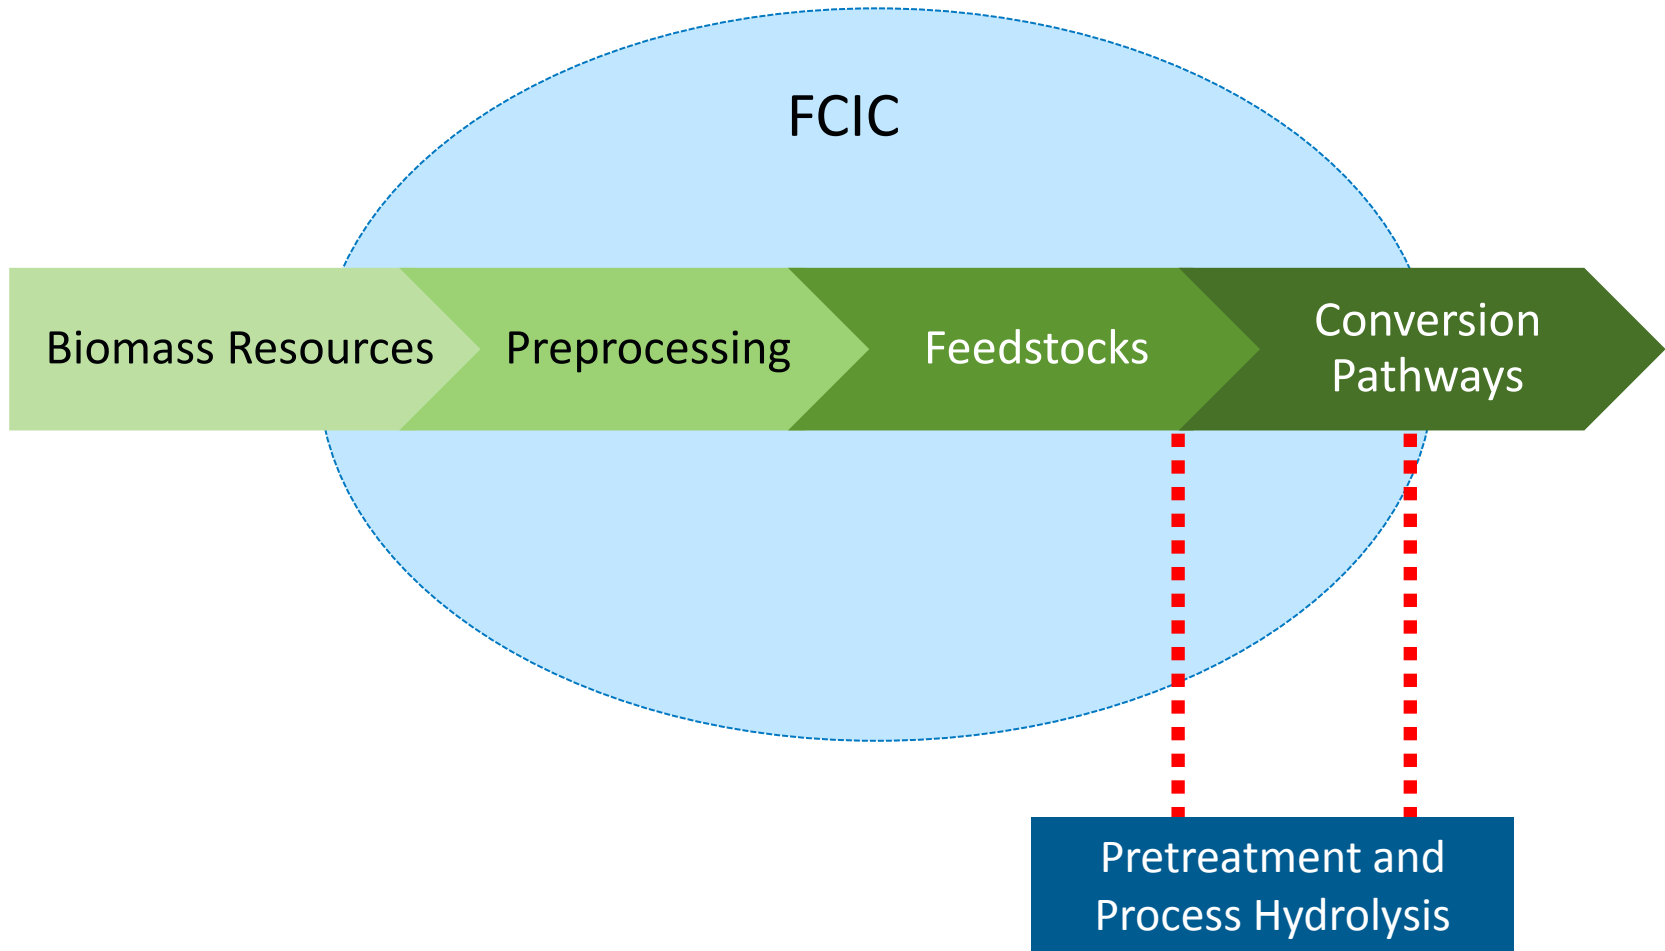 FCIC
Biomass Resources
Preprocessing
Feedstocks
Conversion
Pathways
Pretreatment and
Process Hydrolysis